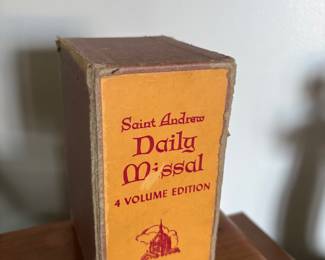 Saint Andrew
Daily
Missal
4 VOLUME EDITION